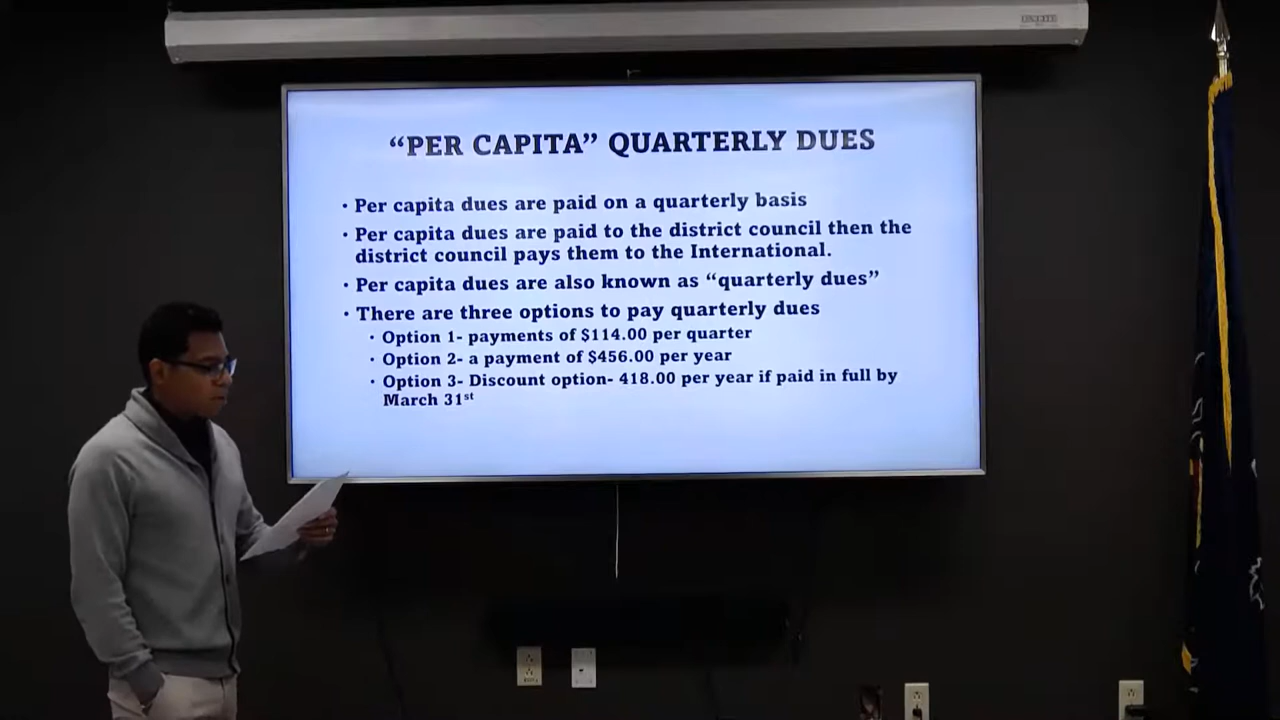 “PER CAPITA” QUARTERLY DUES
• Per capita dues are paid on a quarterly basis
• Per capita dues are paid to the district council then the
district council pays them to the International.
• Per capita dues are also known as “quarterly dues”
• There are three options to pay quarterly dues
• Option 1- payments of $114.00 per quarter
• Option 2- a payment of $456.00 per year
• Option 3- Discount option- 418.00 per year if paid in full by
March 31st